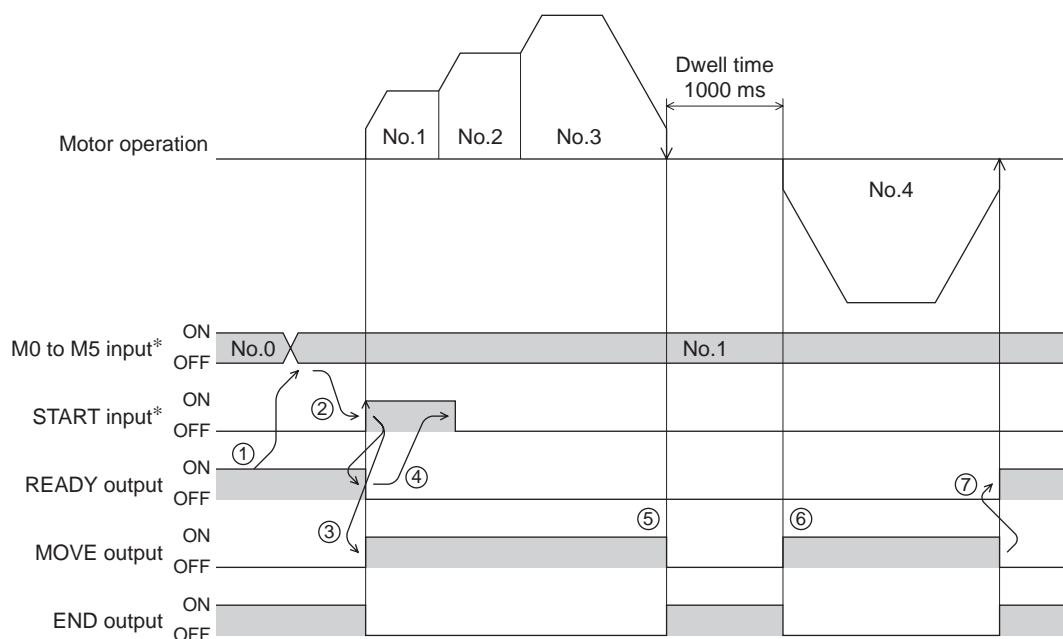 Dwell time
1000 ms
Motor operation
No.1
No.2
No.3
No.4
M0 to M5 input*
ON
OFF
No.0
No.1
START input*
ON
OFF
②
①
④
READY output
ON
OFF
⑦
③
⑤
⑥
MOVE output
ON
OFF
END output
ON
OFF